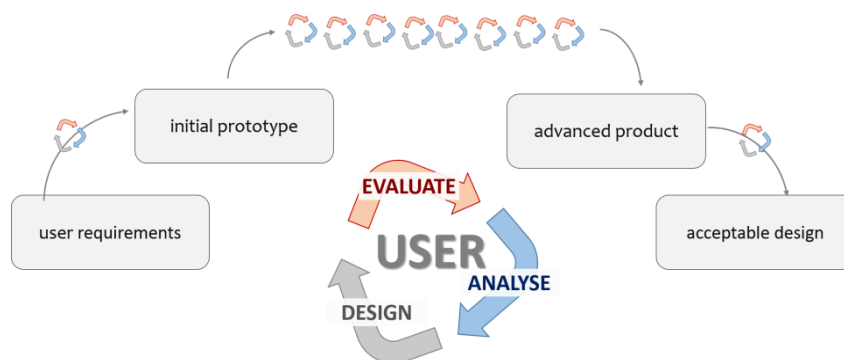 initial prototype
advanced product
user requirements
acceptable design
EVALUATE
USER
ANALYSE
DESIGN